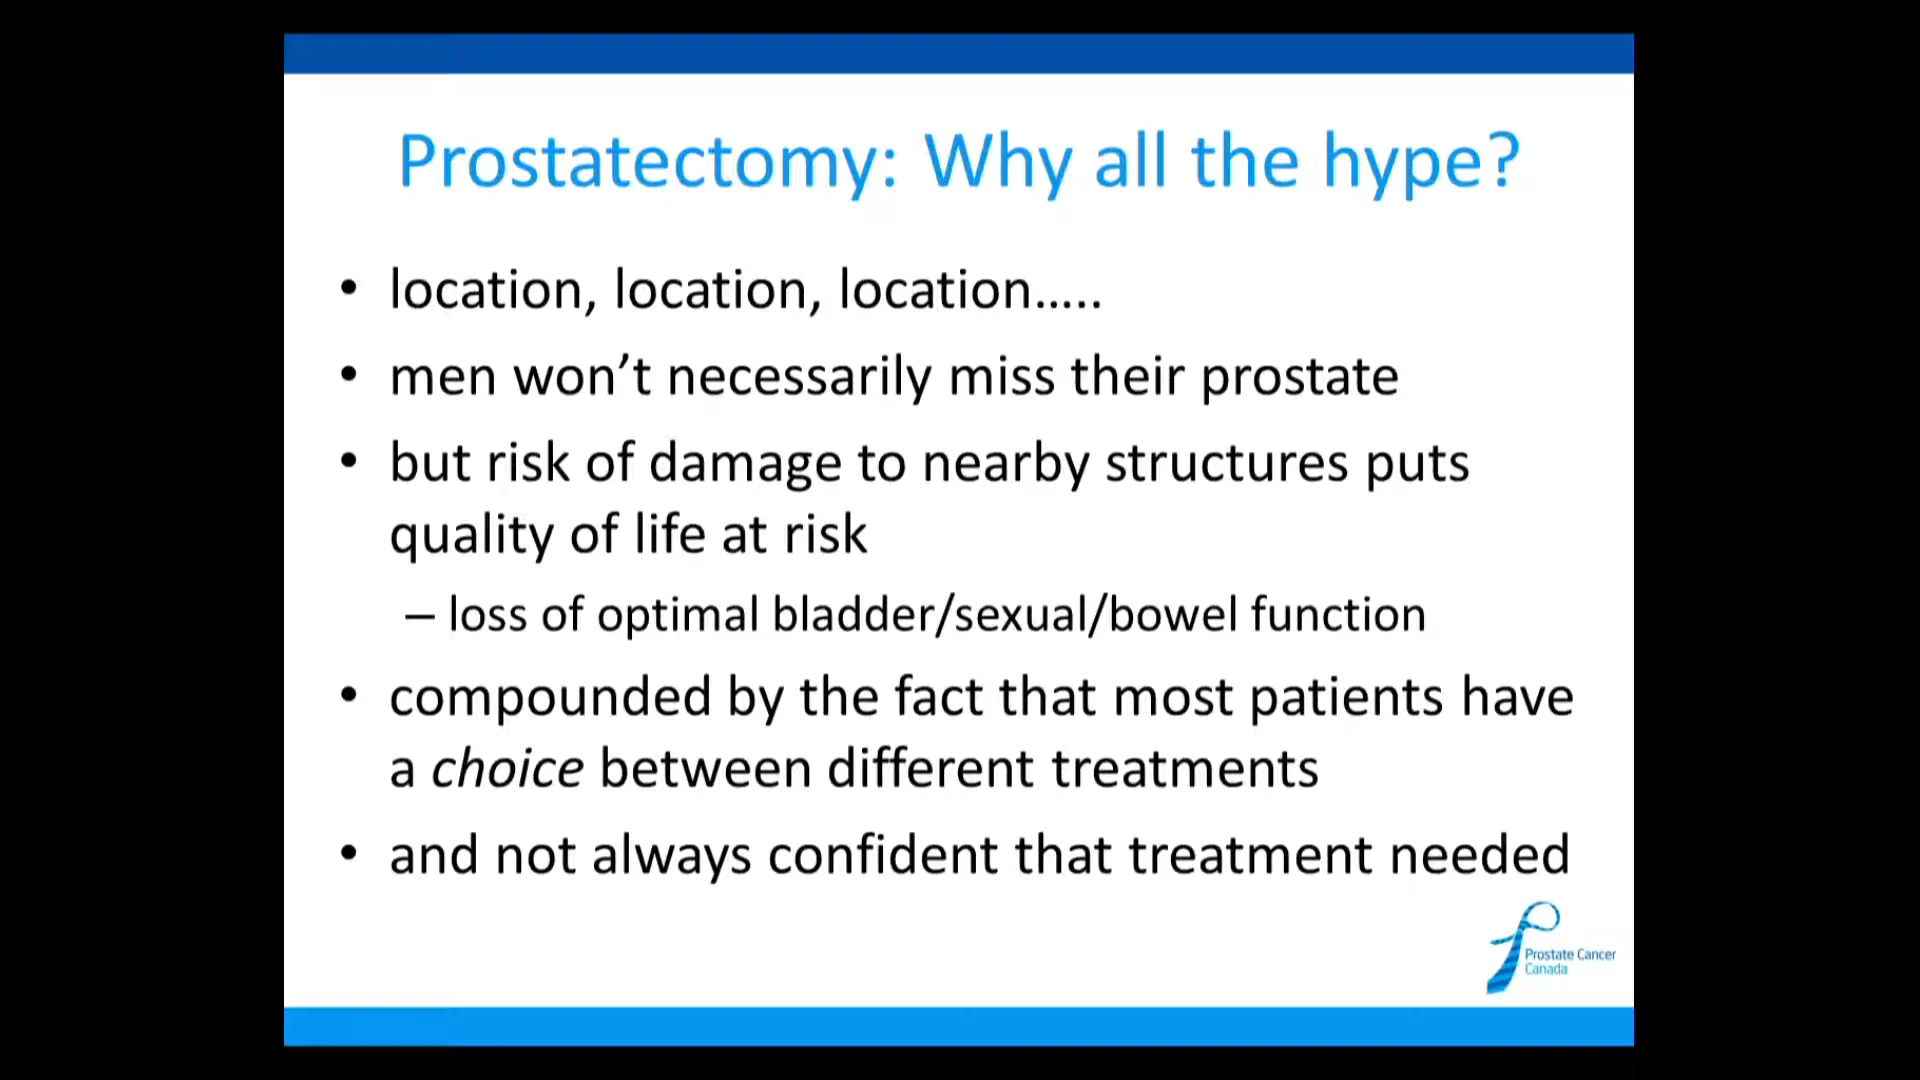 Prostatectomy: Why all the hype?
• location, location, location.....
• men won’t necessarily miss their prostate
• but risk of damage to nearby structures puts
quality of life at risk
– loss of optimal bladder/sexual/bowel function
• compounded by the fact that most patients have
a choice between different treatments
• and not always confident that treatment needed
Prostate Cancer
Canada